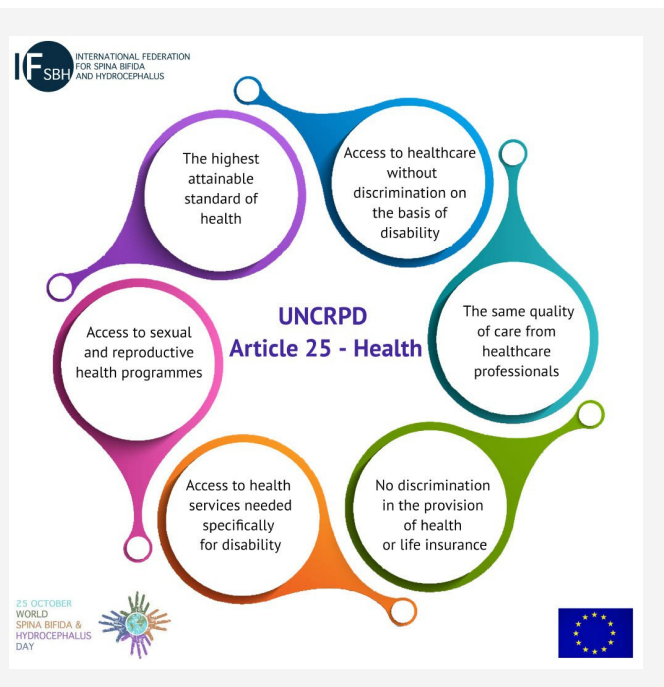 IF SBH
INTERNATIONAL FEDERATION
FOR SPINA BIFIDA
AND HYDROCEPHALUS
The highest
attainable
standard of
health
Access to healthcare
without
discrimination on
the basis of
disability
The same quality
of care from
healthcare
professionals
UNCRPD
Article 25 - Health
Access to sexual
and reproductive
health programmes
Access to health
services needed
specifically
for disability
No discrimination
in the provision
of health
or life insurance
25 OCTOBER
WORLD
SPINA BIFIDA &
HYDROCEPHALUS
DAY